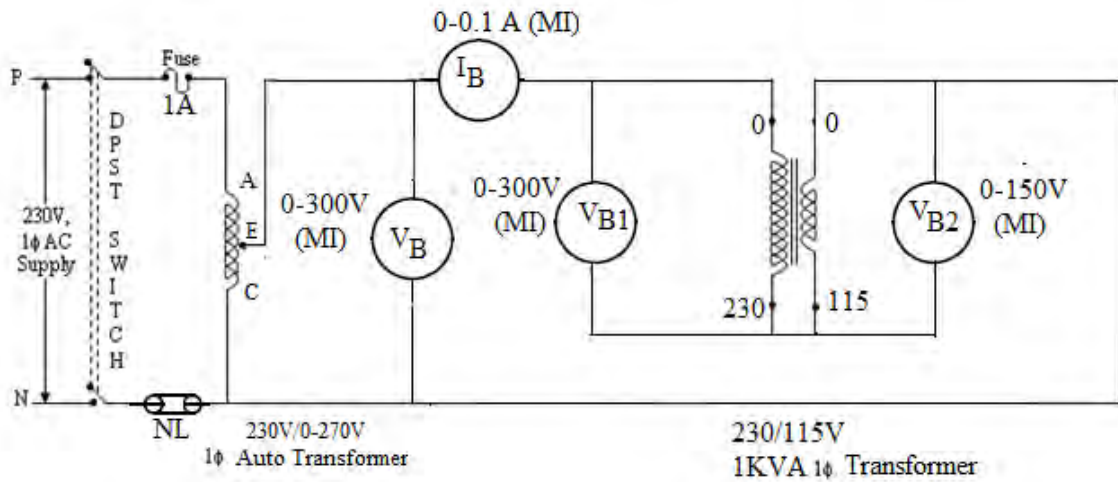 0-0.1 A (MI)
I B
P
Fuse
1A
D
P
S
T
S
W
I
T
C
H
230V,
1ϕ AC
Supply
A
E
C
0-300V
(MI)
V B
0-300V
(MI)
V B1
0
0
230
115
V B2
0-150V
(MI)
N
NL
230V/0-270V
1ϕ Auto Transformer
230/115V
1KVA 1ϕ Transformer